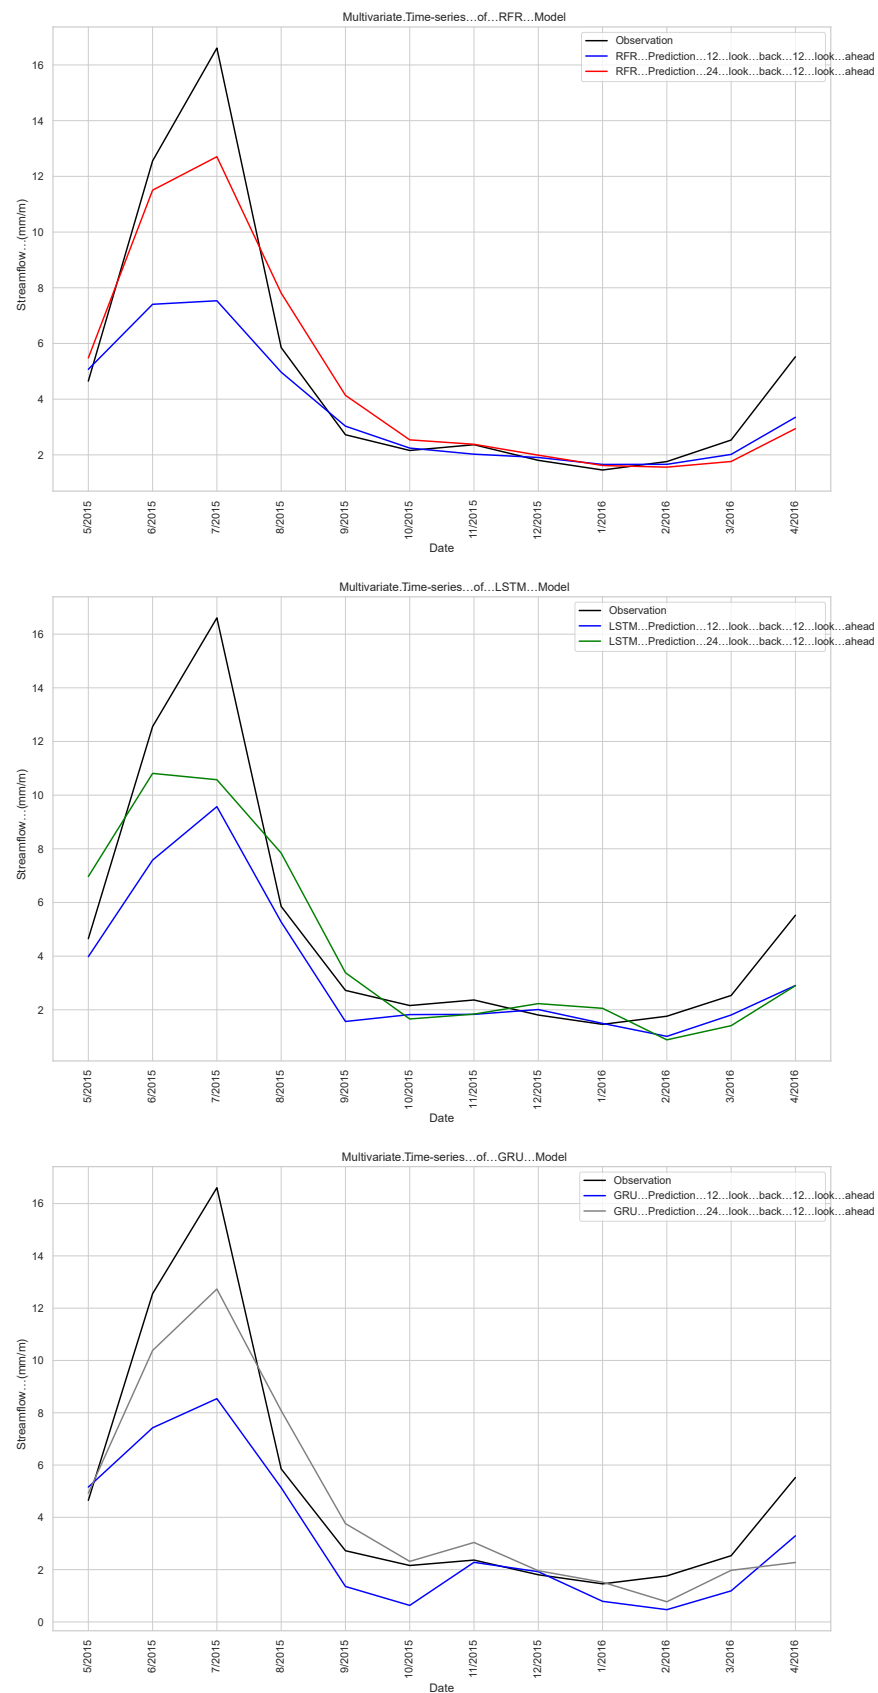 Multivariate.Time-series…of…RFR…Model
Observation
RFR…Prediction…12…look…back…12…look…ahead
RFR…Prediction…24…look…back…12…look…ahead
16
14
12
10
8
6
4
2
Streamflow…(mm/m)
5/2015 6/2015 7/2015 8/2015 9/2015 10/2015 11/2015 12/2015 1/2016 2/2016 3/2016 4/2016
Date
Multivariate.Time-series…of…LSTM…Model
Observation
LSTM…Prediction…12…look…back…12…look…ahead
LSTM…Prediction…24…look…back…12…look…ahead
16
14
12
10
8
6
4
2
Streamflow…(mm/m)
5/2015 6/2015 7/2015 8/2015 9/2015 10/2015 11/2015 12/2015 1/2016 2/2016 3/2016 4/2016
Date
Multivariate.Time-series…of…GRU…Model
Observation
GRU…Prediction…12…look…back…12…look…ahead
GRU…Prediction…24…look…back…12…look…ahead
16
14
12
10
8
6
4
2
0
Streamflow…(mm/m)
5/2015 6/2015 7/2015 8/2015 9/2015 10/2015 11/2015 12/2015 1/2016 2/2016 3/2016 4/2016
Date